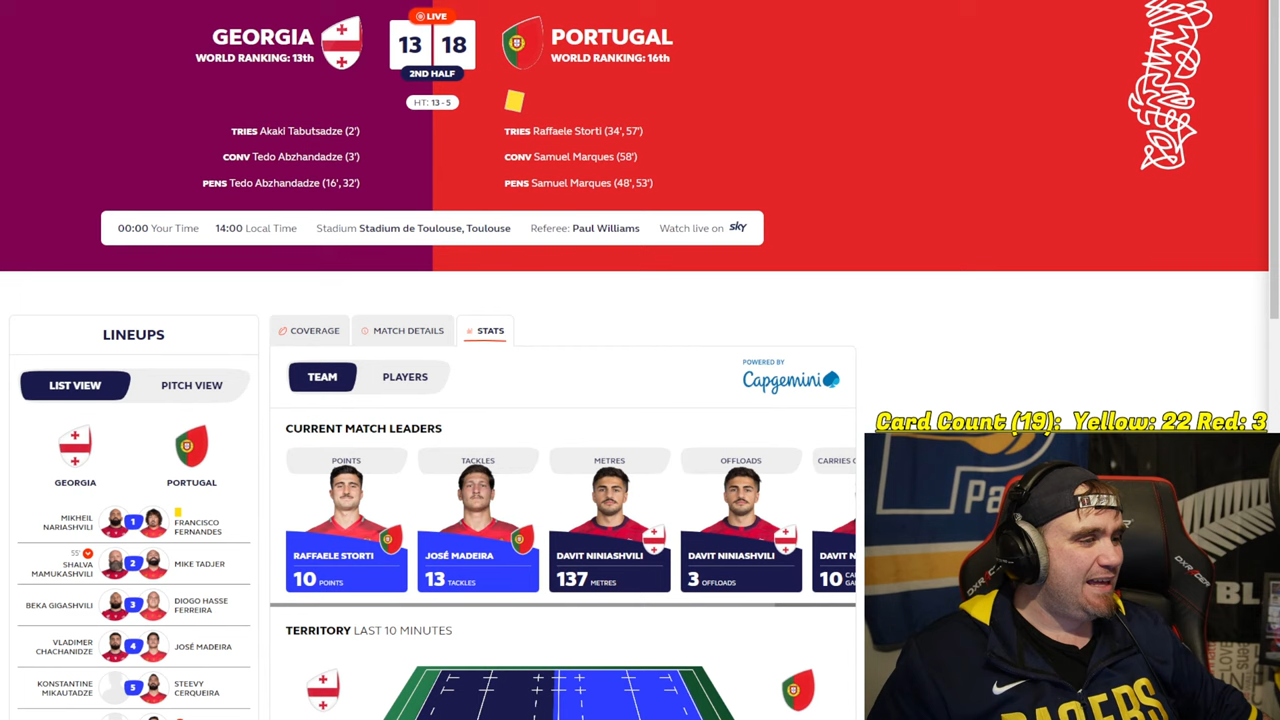 LIVE
GEORGIA
WORLD RANKING: 13th
13 18
2ND HALF
PORTUGAL
WORLD RANKING: 16th
HT: 13 - 5
TRIES Akaki Tabutsadze (2')
TRIES Raffaele Storti (34', 57')
CONV Tedo Abzhandadze (3')
CONV Samuel Marques (58')
PENS Tedo Abzhandadze (16', 32')
PENS Samuel Marques (48', 53')
00:00 Your Time 14:00 Local Time Stadium Stadium de Toulouse, Toulouse Referee: Paul Williams Watch live on sky
LINEUPS
LIST VIEW PITCH VIEW
GEORGIA PORTUGAL
MIKHEIL NARIASHVILI 1 FRANCISCO FERNANDES
55'
SHALVA MAMUKASHVILI 2 MIKE TADJER
BEKA GIGASHVILI 3 DIOGO HASSE FERREIRA
VLADIMER CHACHANIDZE 4 JOSÉ MADEIRA
KONSTANTINE MIKAUTADZE 5 STEEVY CERQUEIRA
COVERAGE MATCH DETAILS STATS
TEAM PLAYERS
POWERED BY
Capgemini
CURRENT MATCH LEADERS
POINTS
RAFFAELE STORTI
10 POINTS
TACKLES
JOSÉ MADEIRA
13 TACKLES
METRES
DAVIT NINIASHVILI
137 METRES
OFFLOADS
DAVIT NINIASHVILI
3 OFFLOADS
CARRIES
DAVIT N
10
TERRITORY LAST 10 MINUTES
Card Count (19): Yellow: 22 Red: 3
Pa
DXRACER
BL
PACERS